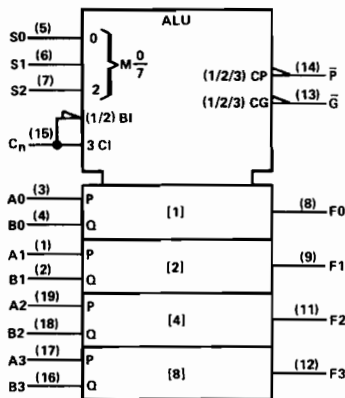 ALU
S0 (5) 0
S1 (6) M 0/7
S2 (7) 2
(1/2) BI
Cn (15) 3 CI
(1/2/3) CP (14) P̄
(1/2/3) CG (13) Ḡ
A0 (3) P
B0 (4) Q
[1] (8) F0
A1 (1) P
B1 (2) Q
[2] (9) F1
A2 (19) P
B2 (18) Q
[4] (11) F2
A3 (17) P
B3 (16) Q
[8] (12) F3